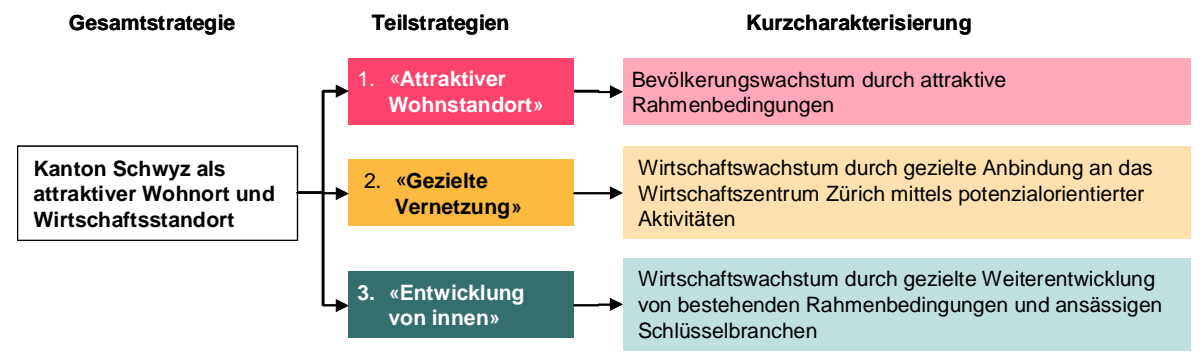 Gesamtstrategie
Teilstrategien
Kurzcharakterisierung
Kanton Schwyz als
attraktiver Wohnort und
Wirtschaftsstandort
1. «Attraktiver
Wohnstandort»
Bevölkerungswachstum durch attraktive
Rahmenbedingungen
2. «Gezielte
Vernetzung»
Wirtschaftswachstum durch gezielte Anbindung an das
Wirtschaftszentrum Zürich mittels potenzialorientierter
Aktivitäten
3. «Entwicklung
von innen»
Wirtschaftswachstum durch gezielte Weiterentwicklung
von bestehenden Rahmenbedingungen und ansässigen
Schlüsselbranchen